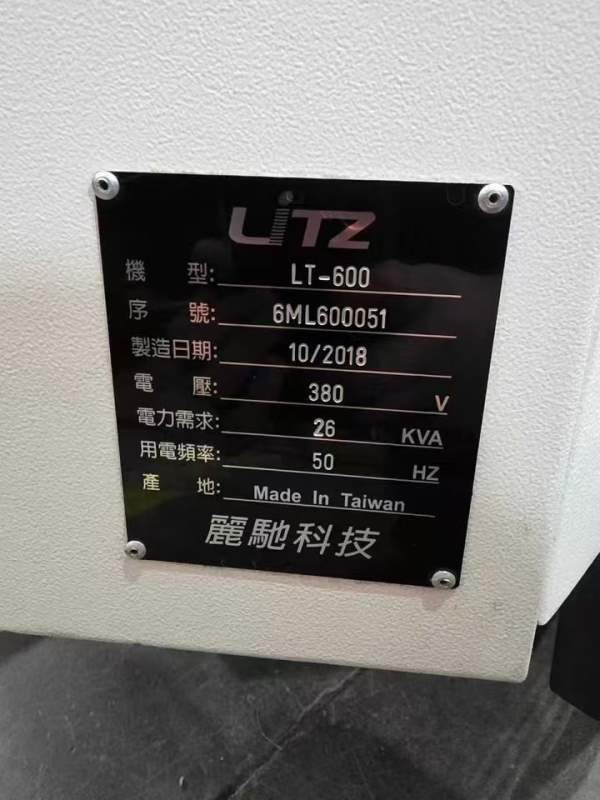 LiTZ
機 型: LT-600
序 號: 6ML600051
製造日期: 10/2018
電 壓: 380 V
電力需求: 26 KVA
用電頻率: 50 HZ
產 地: Made In Taiwan
麗馳科技